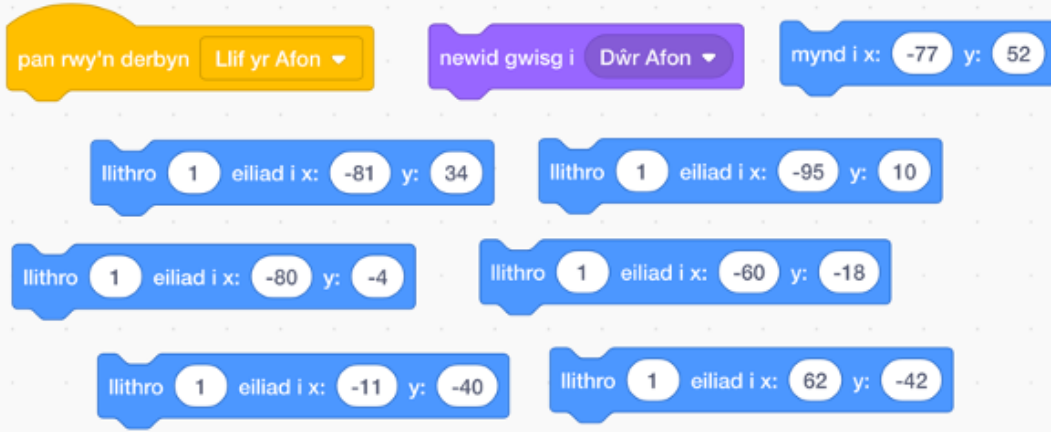 pan rwy'n derbyn Llif yr Afon newid gwisg i Dŵr Afon mynd i x: -77 y: 52
llithro 1 eiliad i x: -81 y: 34 llithro 1 eiliad i x: -95 y: 10
llithro 1 eiliad i x: -80 y: -4 llithro 1 eiliad i x: -60 y: -18
llithro 1 eiliad i x: -11 y: -40 llithro 1 eiliad i x: 62 y: -42